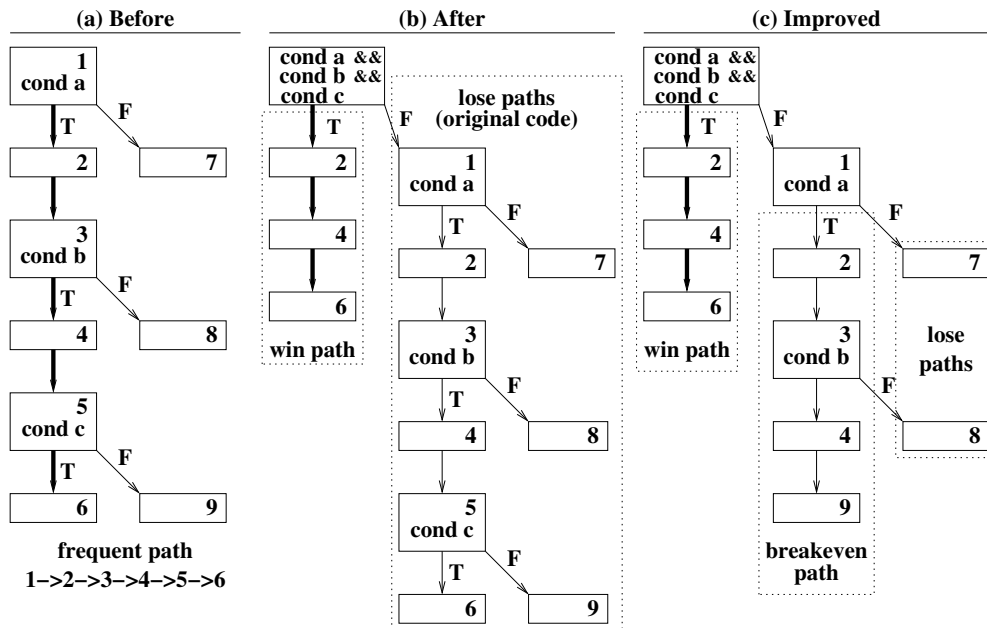 (a) Before
1
cond a
T
F
2
7
3
cond b
T
F
4
8
5
cond c
T
F
6
9
frequent path
1->2->3->4->5->6
(b) After
cond a &&
cond b &&
cond c
T
F
lose paths
(original code)
2
4
6
win path
1
cond a
T
F
2
7
3
cond b
T
F
4
8
5
cond c
T
F
6
9
(c) Improved
cond a &&
cond b &&
cond c
T
F
2
4
6
win path
1
cond a
T
F
2
7
3
cond b
F
lose
paths
4
8
9
breakeven
path